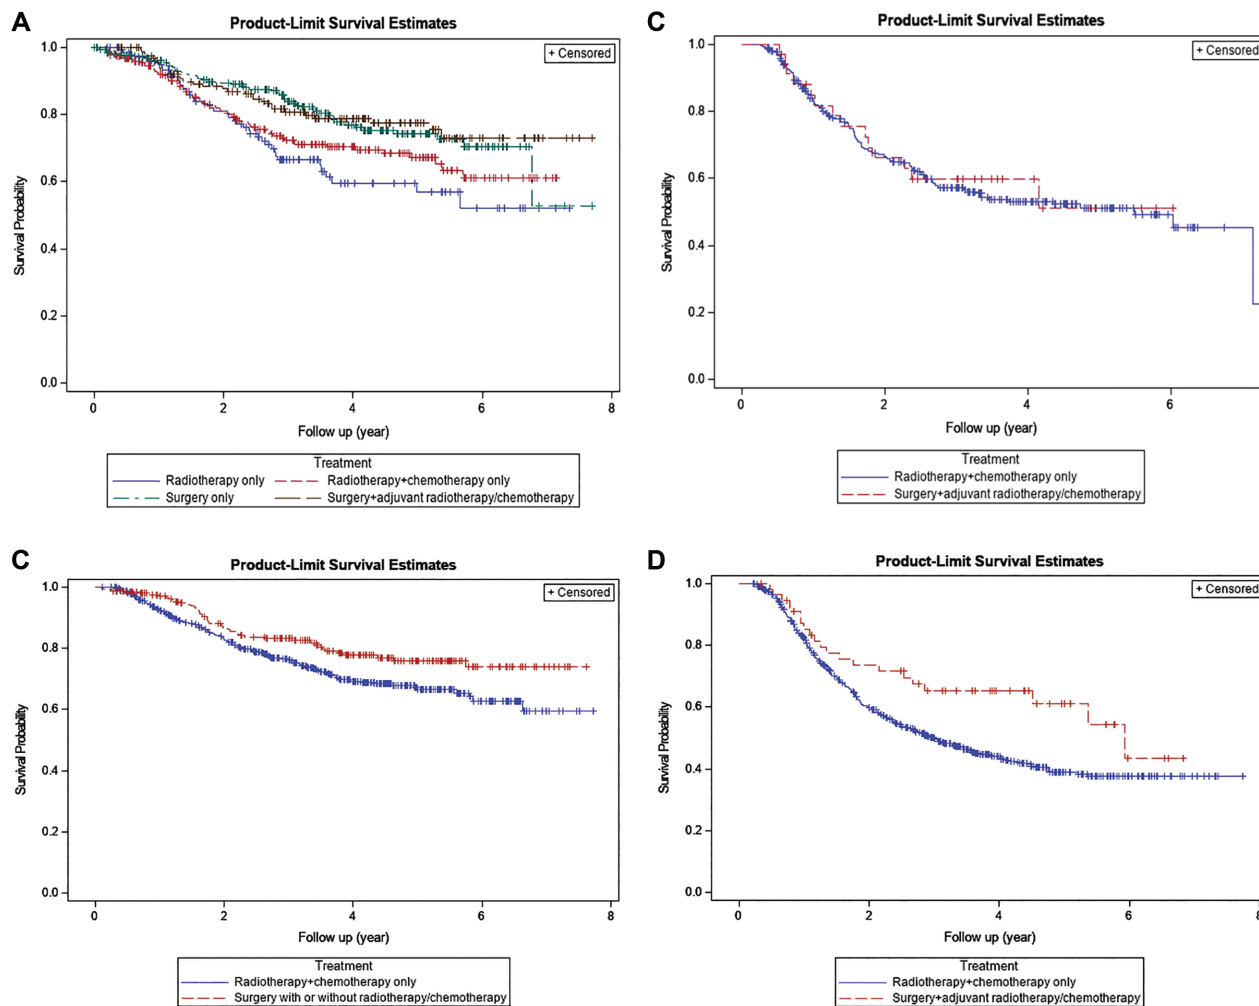 A
Product-Limit Survival Estimates
+ Censored
Survival Probability
1.0
0.8
0.6
0.4
0.2
0.0
0 2 4 6 8
Follow up (year)
Treatment
Radiotherapy only Radiotherapy+chemotherapy only
Surgery only Surgery+adjuvant radiotherapy/chemotherapy
C
Product-Limit Survival Estimates
+ Censored
Survival Probability
1.0
0.8
0.6
0.4
0.2
0.0
0 2 4 6
Follow up (year)
Treatment
Radiotherapy+chemotherapy only
Surgery+adjuvant radiotherapy/chemotherapy
C
Product-Limit Survival Estimates
+ Censored
Survival Probability
1.0
0.8
0.6
0.4
0.2
0.0
0 2 4 6 8
Follow up (year)
Treatment
Radiotherapy+chemotherapy only
Surgery with or without radiotherapy/chemotherapy
D
Product-Limit Survival Estimates
+ Censored
Survival Probability
1.0
0.8
0.6
0.4
0.2
0.0
0 2 4 6 8
Follow up (year)
Treatment
Radiotherapy+chemotherapy only
Surgery+adjuvant radiotherapy/chemotherapy